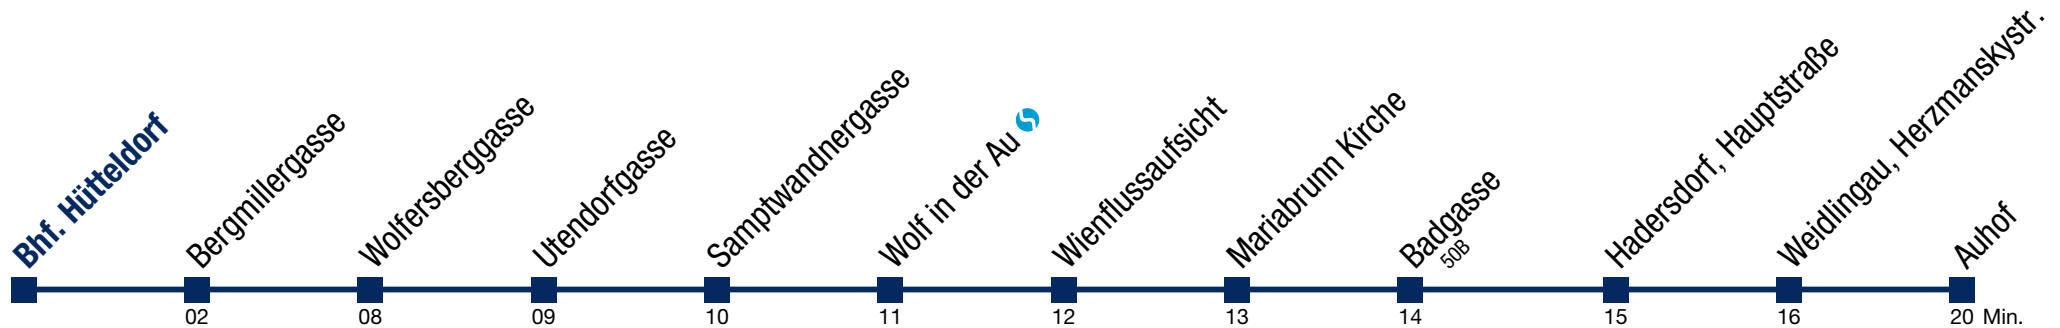 Bhf. Hütteldorf
Bergmillergasse
Wolfersberggasse
Utendorfgasse
Samptwandnergasse
Wolf in der Au
Wienflussaufsicht
Mariabrunn Kirche
Badgasse
50B
Hadersdorf, Hauptstraße
Weidlingau, Herzmanskystr.
Auhof
02 08 09 10 11 12 13 14 15 16 20 Min.